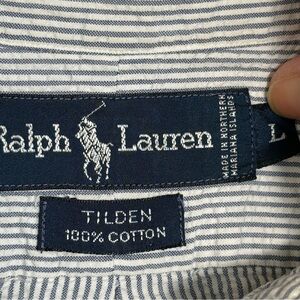 Ralph Lauren
MADE IN NORTHERN
MARIANA ISLANDS
L
TILDEN
100% COTTON